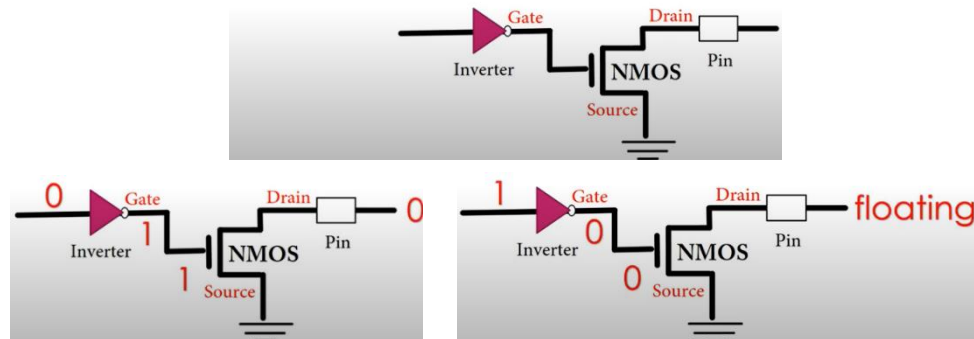 Gate
Drain
Inverter
NMOS
Pin
Source
0
Gate
Drain
0
Inverter
1
NMOS
Pin
1
Source
1
Gate
Drain
floating
Inverter
0
NMOS
Pin
0
Source